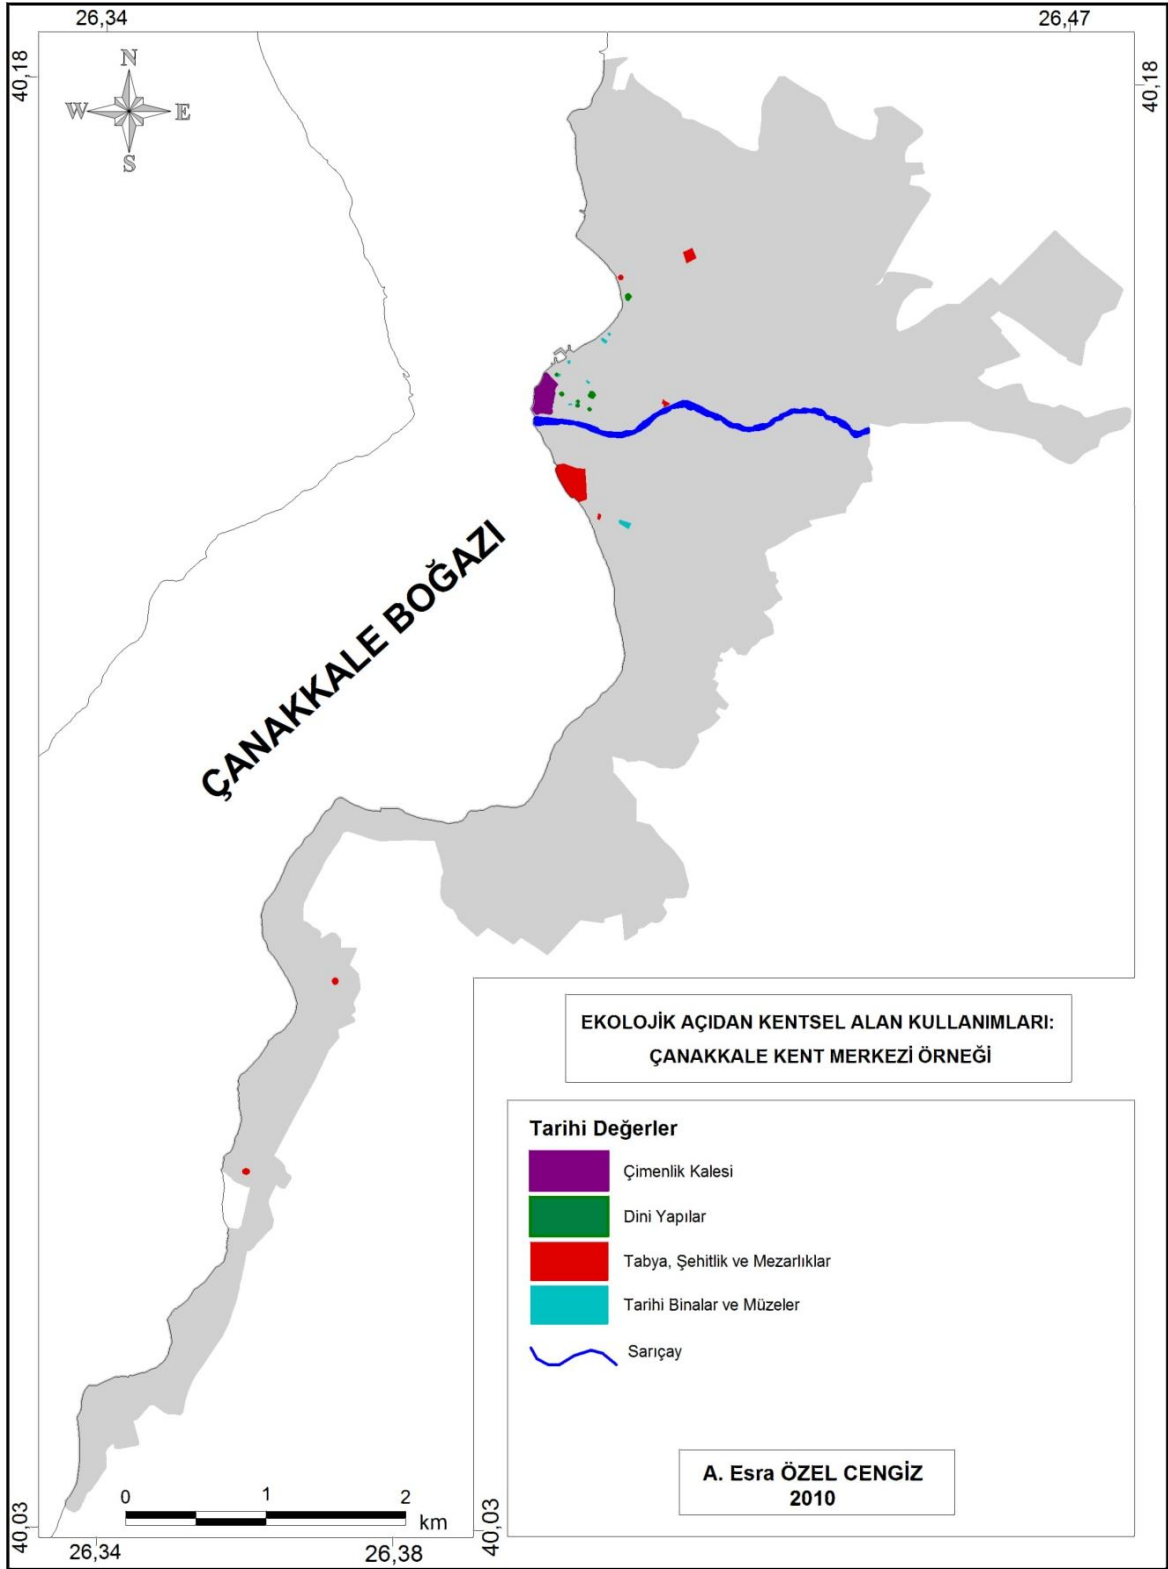 26,34
26,47
40,18
40,18
N
W
E
S
ÇANAKKALE BOĞAZI
EKOLOJİK AÇIDAN KENTSEL ALAN KULLANIMLARI:
ÇANAKKALE KENT MERKEZİ ÖRNEĞİ
Tarihi Değerler
Çimenlik Kalesi
Dini Yapılar
Tabya, Şehitlik ve Mezarlıklar
Tarihi Binalar ve Müzeler
Sarıçay
A. Esra ÖZEL CENGİZ
2010
0 1 2
km
40,03
40,03
26,34
26,38